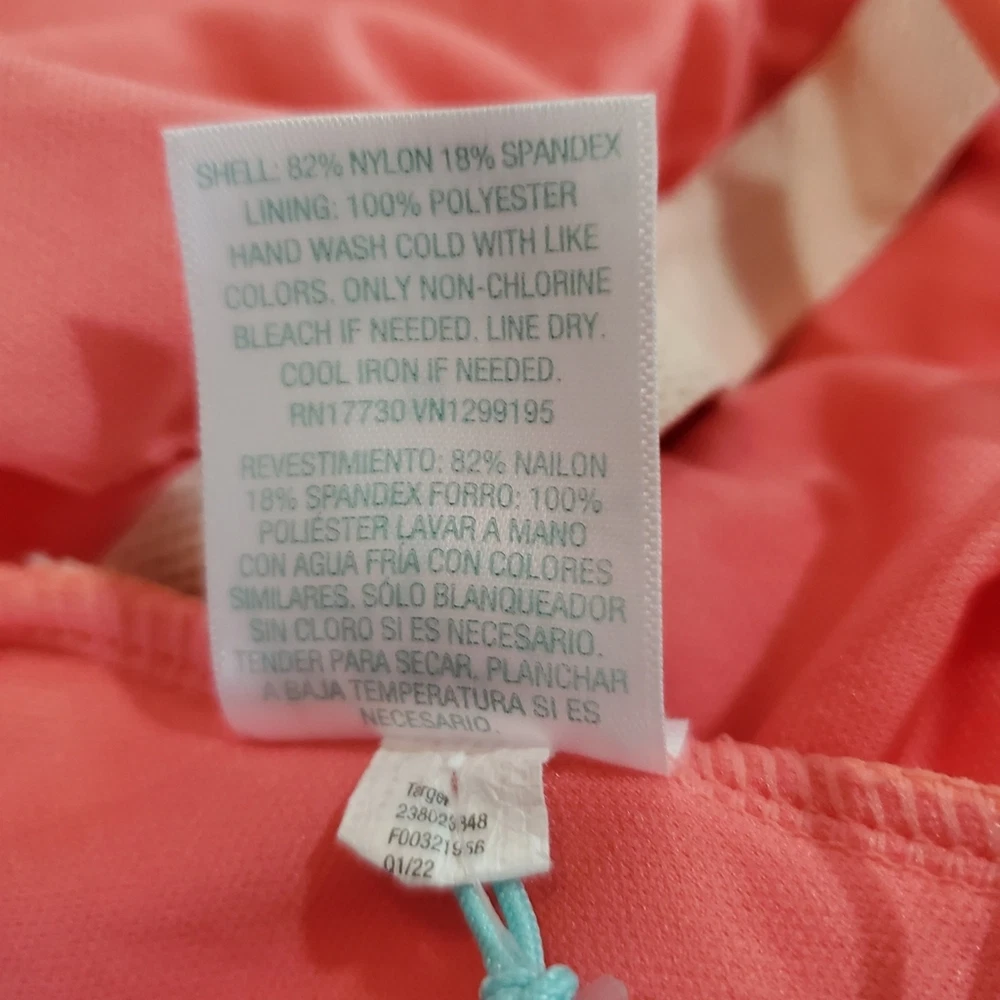 SHELL: 82% NYLON 18% SPANDEX
LINING: 100% POLYESTER
HAND WASH COLD WITH LIKE
COLORS. ONLY NON-CHLORINE
BLEACH IF NEEDED. LINE DRY.
COOL IRON IF NEEDED.
RN17730 VN1299195
REVESTIMIENTO: 82% NAILON
18% SPANDEX FORRO: 100%
POLIÉSTER LAVAR A MANO
CON AGUA FRÍA CON COLORES
SIMILARES. SÓLO BLANQUEADOR
SIN CLORO SI ES NECESARIO.
TENDER PARA SECAR. PLANCHAR
A BAJA TEMPERATURA SI ES
NECESARIO.
01/22